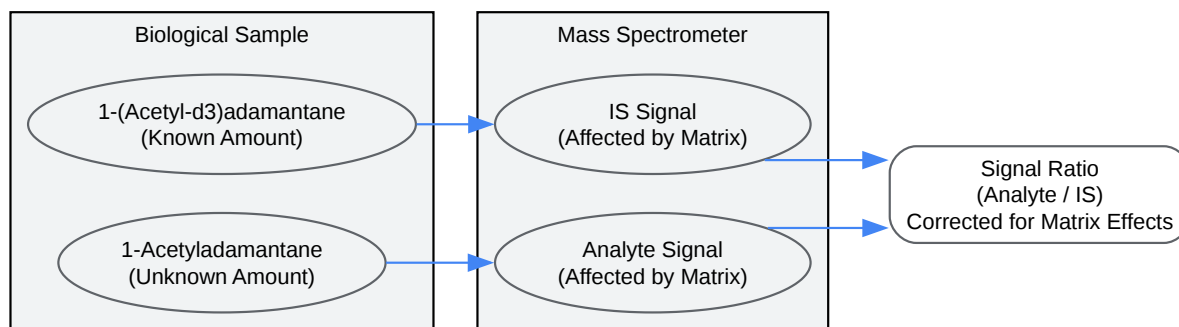 Biological Sample
1-(Acetyl-d3)adamantane
(Known Amount)
1-Acetyladamantane
(Unknown Amount)
Mass Spectrometer
IS Signal
(Affected by Matrix)
Analyte Signal
(Affected by Matrix)
Signal Ratio
(Analyte / IS)
Corrected for Matrix Effects